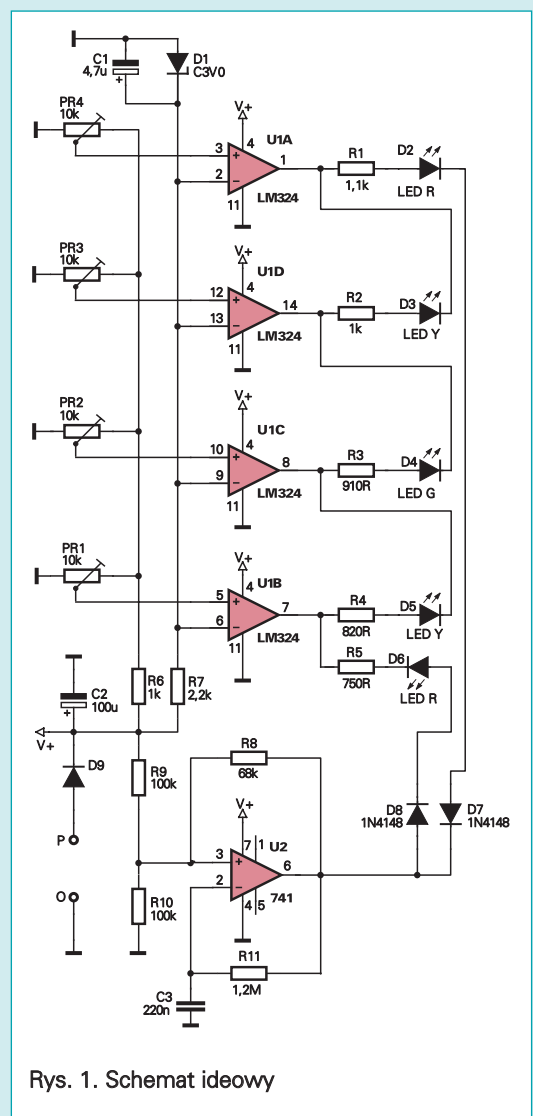 C1
4,7u
D1
C3V0
PR4
10k
V+
4
U1A
3
+
1
2
−
11
LM324
R1
1,1k
D2
LED R
PR3
10k
V+
4
U1D
12
+
14
13
−
11
LM324
R2
1k
D3
LED Y
PR2
10k
V+
4
U1C
10
+
8
9
−
11
LM324
R3
910R
D4
LED G
PR1
10k
V+
4
U1B
5
+
7
6
−
11
LM324
R4
820R
D5
LED Y
R5
750R
D6
LED R
C2
100u
+
V+
R6
1k
R7
2,2k
D9
R9
100k
R8
68k
P
O
V+
7
1
U2
3
+
6
2
−
741
4
5
D8
1N4148
D7
1N4148
R10
100k
R11
1,2M
C3
220n
Rys. 1. Schemat ideowy